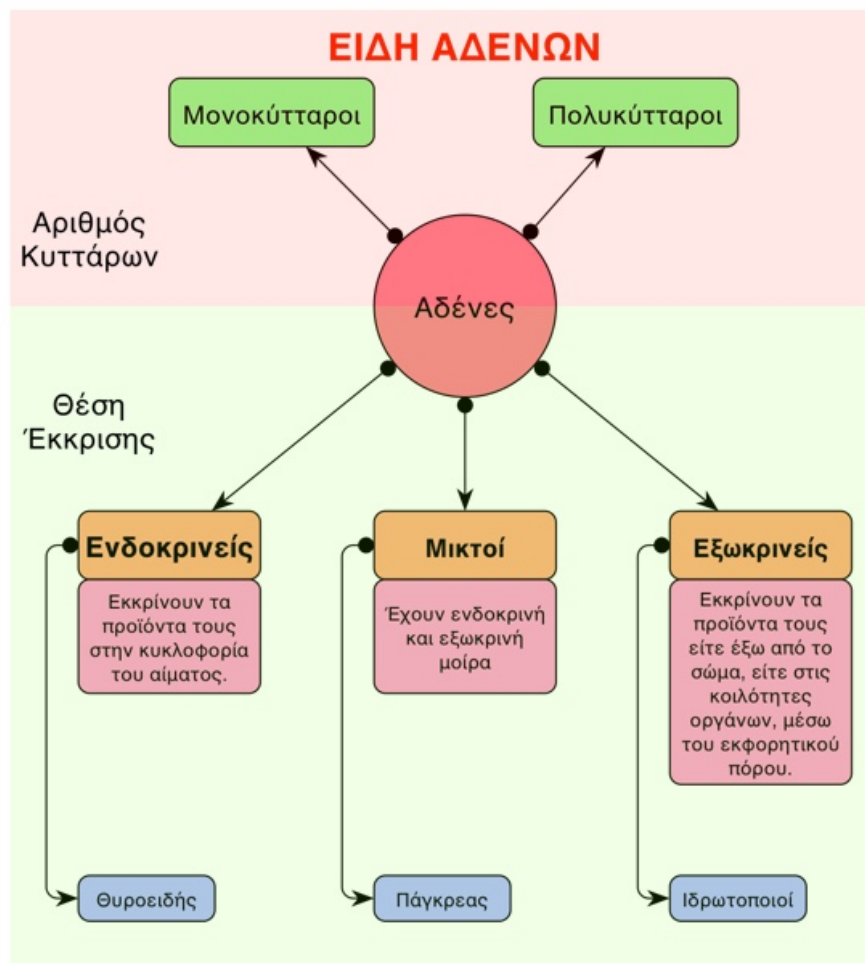 ΕΙΔΗ ΑΔΕΝΩΝ
Μονοκύτταροι
Πολυκύτταροι
Αριθμός
Κυττάρων
Αδένες
Θέση
Έκκρισης
Ενδοκρινείς
Εκκρίνουν τα
προϊόντα τους
στην κυκλοφορία
του αίματος.
Μικτοί
Έχουν ενδοκρινή
και εξωκρινή
μοίρα
Εξωκρινείς
Εκκρίνουν τα
προϊόντα τους
είτε έξω από το
σώμα, είτε στις
κοιλότητες
οργάνων, μέσω
του εκφορητικού
πόρου.
Θυροειδής
Πάγκρεας
Ιδρωτοποιοί